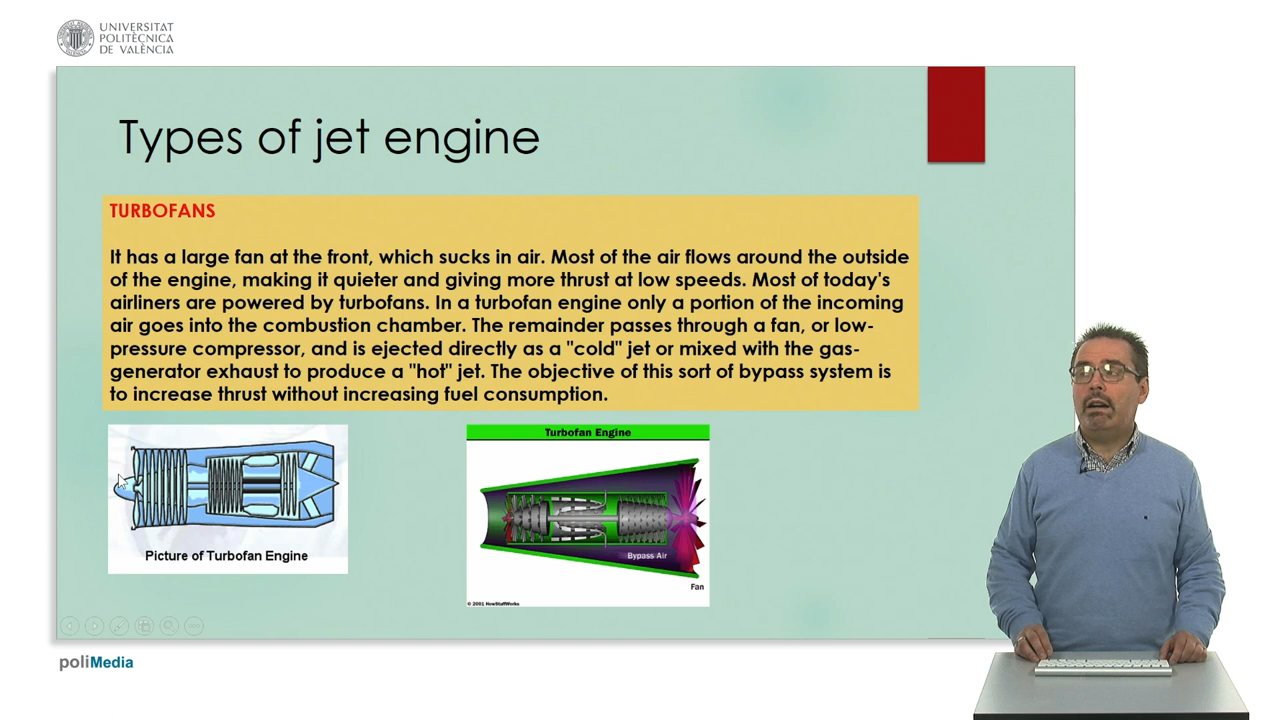 UNIVERSITAT
POLITÈCNICA
DE VALÈNCIA
Types of jet engine
TURBOFANS
It has a large fan at the front, which sucks in air. Most of the air flows around the outside
of the engine, making it quieter and giving more thrust at low speeds. Most of today's
airliners are powered by turbofans. In a turbofan engine only a portion of the incoming
air goes into the combustion chamber. The remainder passes through a fan, or low-
pressure compressor, and is ejected directly as a "cold" jet or mixed with the gas-
generator exhaust to produce a "hot" jet. The objective of this sort of bypass system is
to increase thrust without increasing fuel consumption.
Picture of Turbofan Engine
Turbofan Engine
Bypass Air
Fan
© 2001 HowStuffWorks
poliMedia